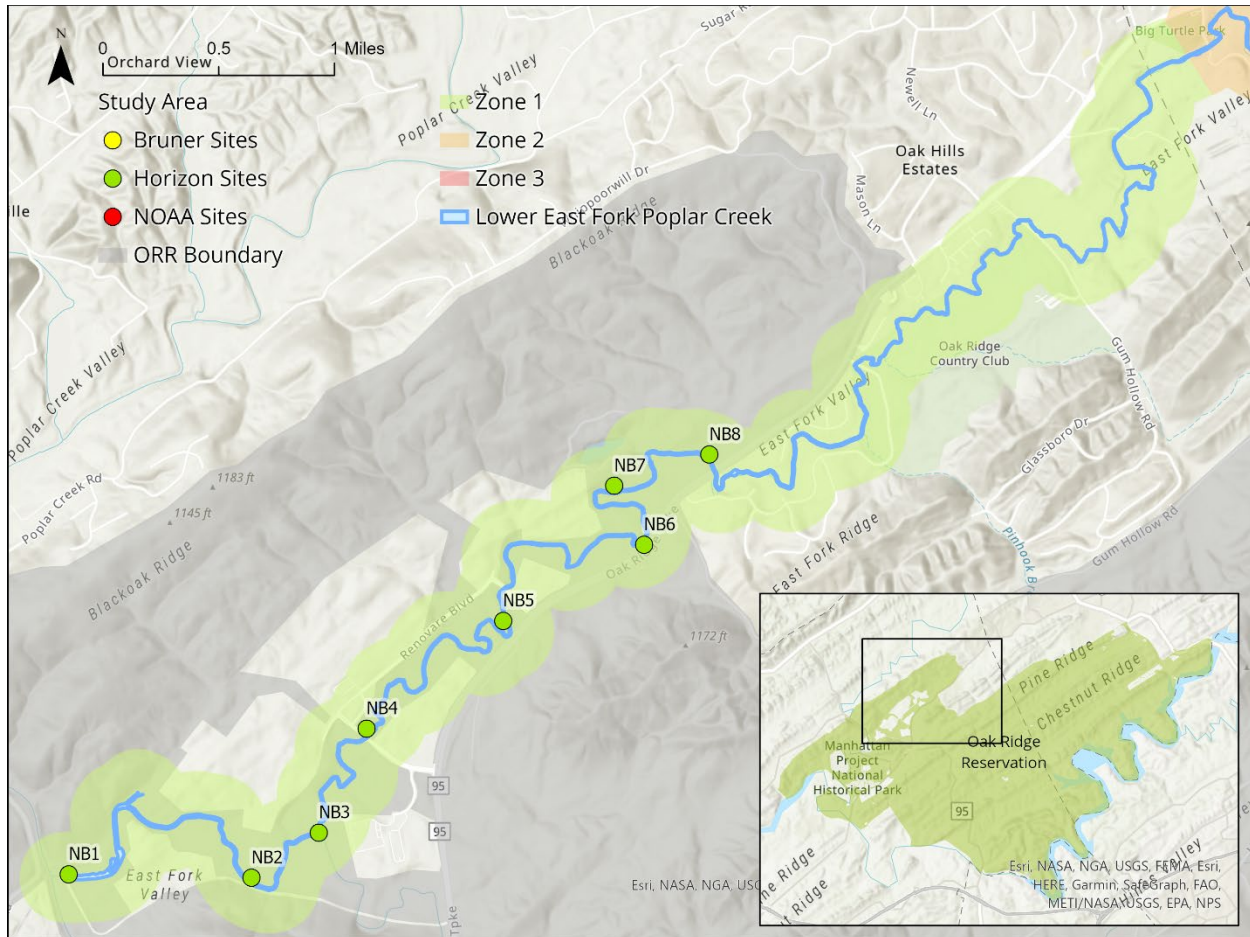 N
0 0.5 1 Miles
Orchard View
Study Area
Bruner Sites
Horizon Sites
NOAA Sites
ORR Boundary
Zone 1
Zone 2
Zone 3
Lower East Fork Poplar Creek
Poplar Creek Valley
Big Turtle Park
East Fork Valley
Newell Ln
Oak Hills
Estates
Mason Ln
Blackoak Ridge
Poplar Creek Valley
Poplar Creek Rd
1183 ft
1145 ft
Blackoak Ridge
Oak Ridge
Country Club
Gum Hollow Rd
Glassboro Dr
East Fork Valley
NB8
NB7
NB6
East Fork Ridge
Pinhook B
Gum Hollow Rd
NB5
Renovare Blvd
1172 ft
NB4
NB3
95
95
NB2
NB1
East Fork
Valley
Tpke
Esri, NASA, NGA,
Pine Ridge
Chestnut Ridge
Oak Ridge
Reservation
Manhattan
Project
National
Historical Park
95
Esri, NASA, NGA, USGS, FEMA, Esri,
HERE, Garmin, SafeGraph, FAO,
METI/NASA, USGS, EPA, NPS